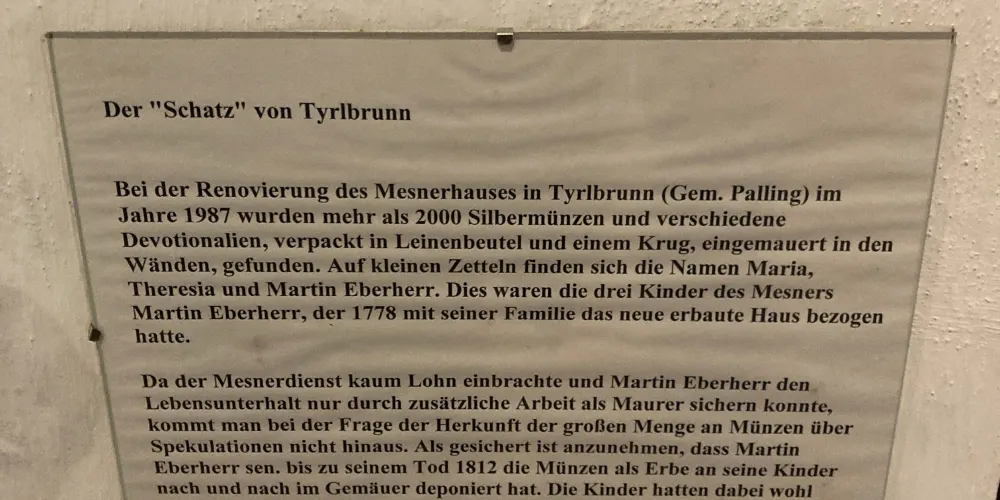 Der "Schatz" von Tyrlbrunn
Bei der Renovierung des Mesnerhauses in Tyrlbrunn (Gem. Palling) im
Jahre 1987 wurden mehr als 2000 Silbermünzen und verschiedene
Devotionalien, verpackt in Leinenbeutel und einem Krug, eingemauert in den
Wänden, gefunden. Auf kleinen Zetteln finden sich die Namen Maria,
Theresia und Martin Eberherr. Dies waren die drei Kinder des Mesners
Martin Eberherr, der 1778 mit seiner Familie das neue erbaute Haus bezogen
hatte.
Da der Mesnerdienst kaum Lohn einbrachte und Martin Eberherr den
Lebensunterhalt nur durch zusätzliche Arbeit als Maurer sichern konnte,
kommt man bei der Frage der Herkunft der großen Menge an Münzen über
Spekulationen nicht hinaus. Als gesichert ist anzunehmen, dass Martin
Eberherr sen. bis zu seinem Tod 1812 die Münzen als Erbe an seine Kinder
nach und nach im Gemäuer deponiert hat. Die Kinder hatten dabei wohl